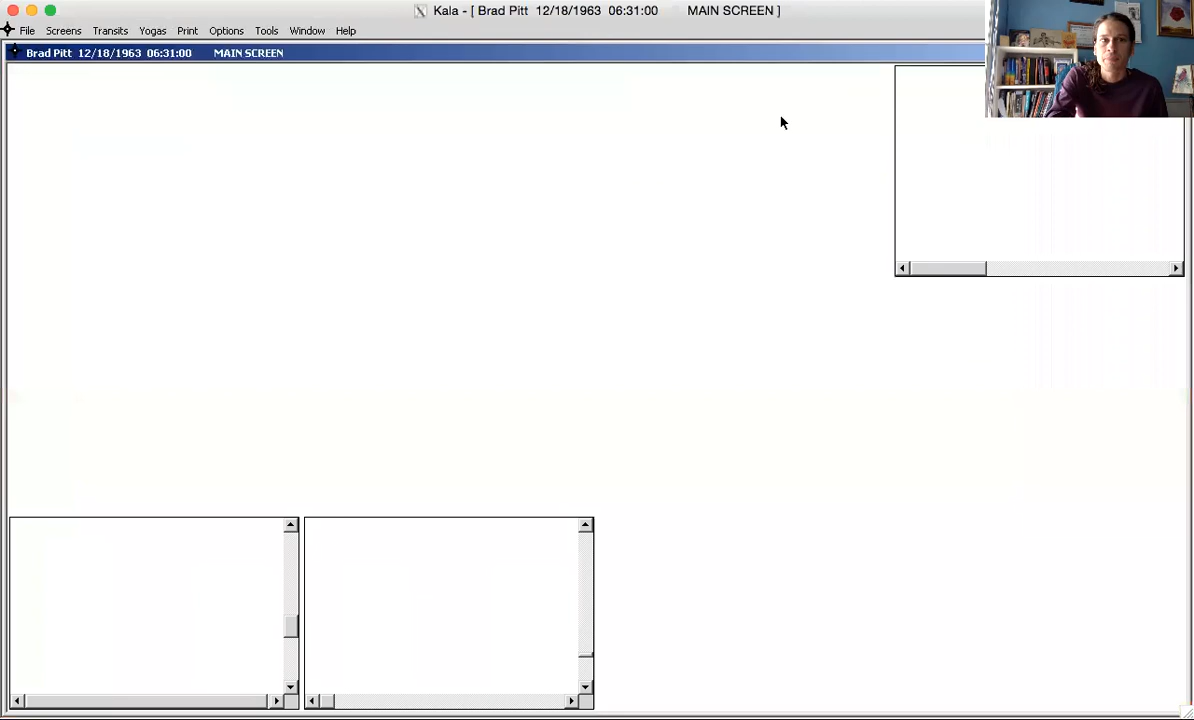 Kala - [ Brad Pitt 12/18/1963 06:31:00 MAIN SCREEN ]
File Screens Transits Yogas Print Options Tools Window Help
Brad Pitt 12/18/1963 06:31:00 MAIN SCREEN